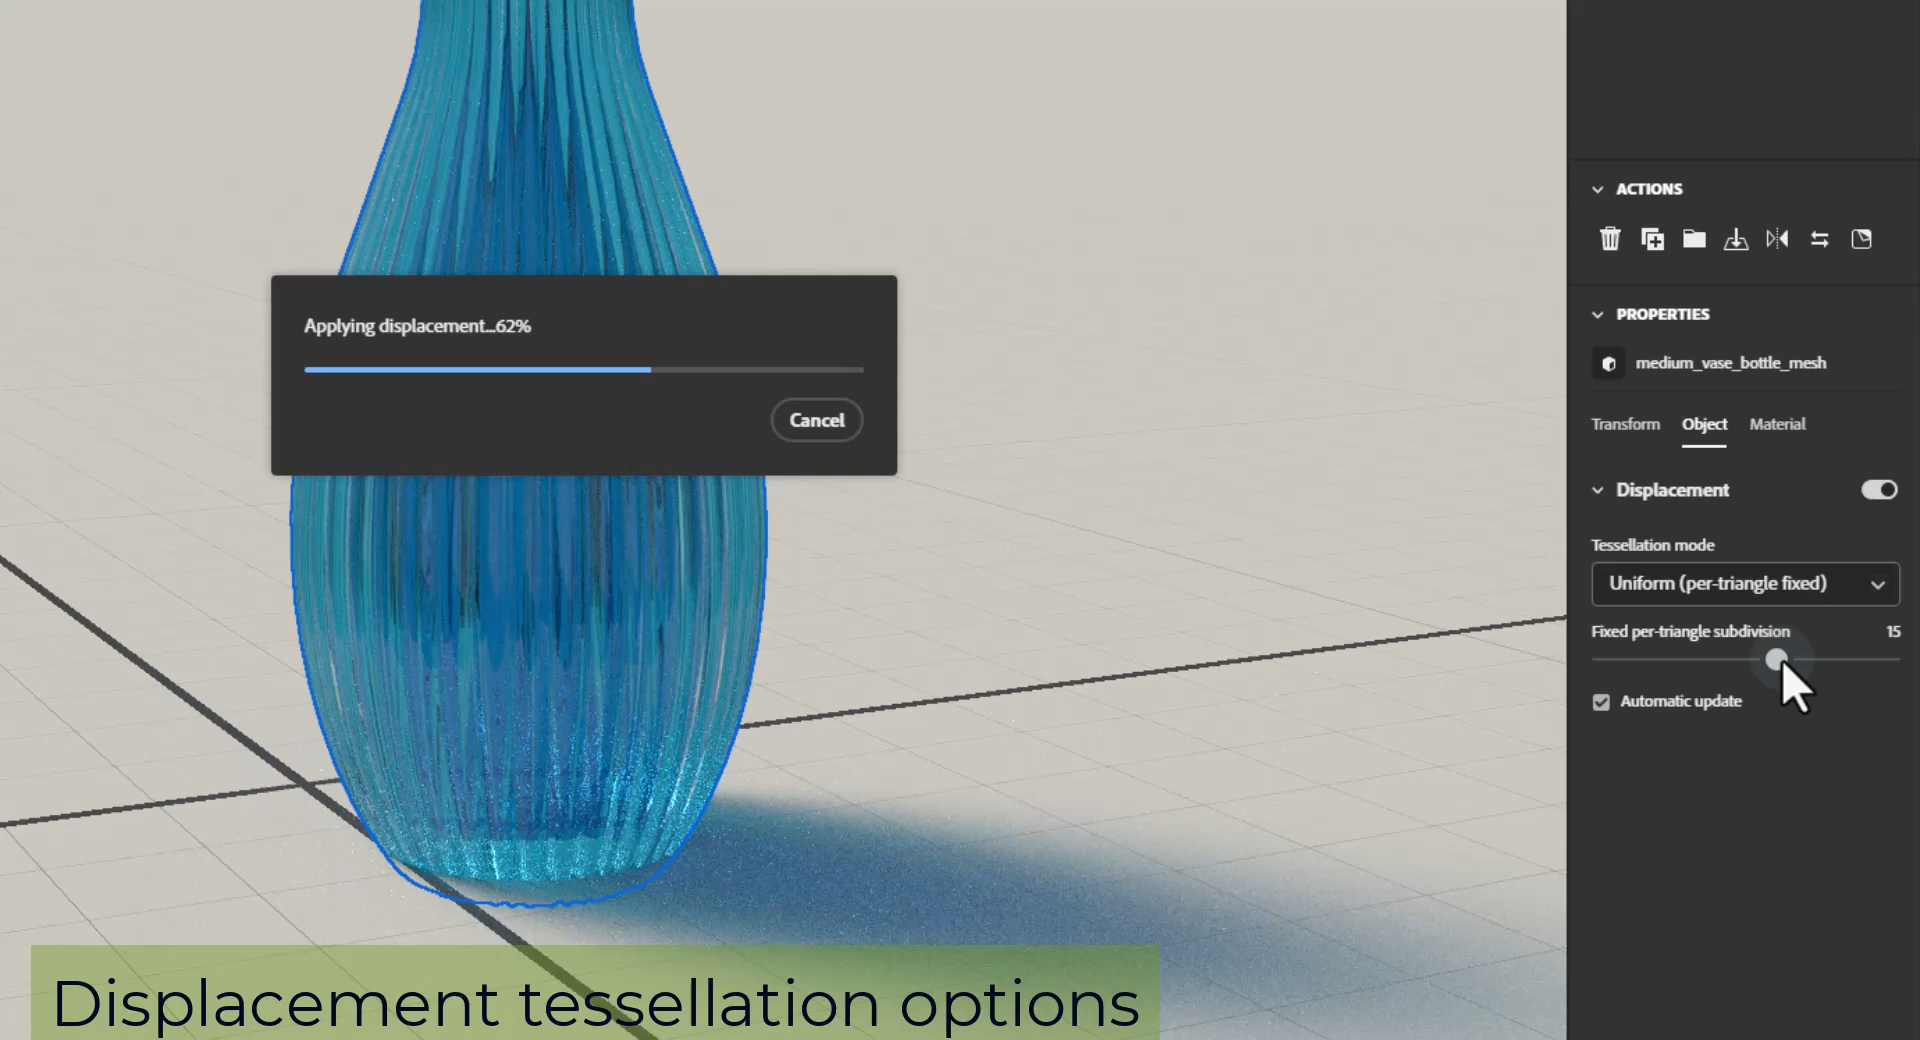 ACTIONS
PROPERTIES
Applying displacement...62%
medium_vase_bottle_mesh
Cancel
Transform Object Material
Displacement
Tessellation mode
Uniform (per-triangle fixed)
Fixed per-triangle subdivision 15
Automatic update
Displacement tessellation options